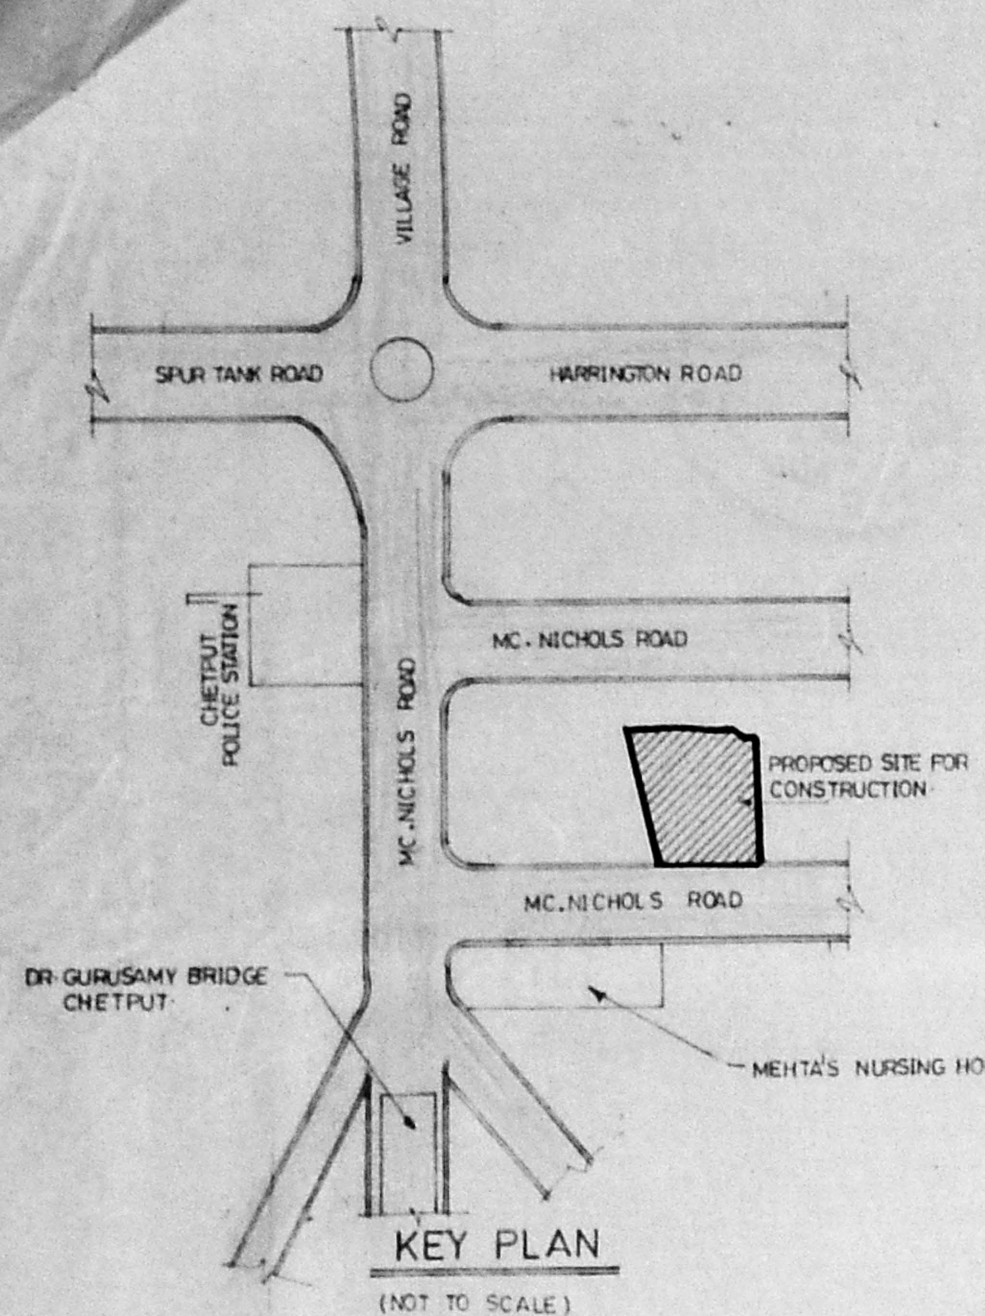 VILLAGE ROAD
SPUR TANK ROAD
HARRINGTON ROAD
MC. NICHOLS ROAD
CHETPUT
POLICE STATION
MC. NICHOLS ROAD
PROPOSED SITE FOR
CONSTRUCTION
MC. NICHOLS ROAD
DR. GURUSAMY BRIDGE
CHETPUT.
MEHTA'S NURSING HO
KEY PLAN
(NOT TO SCALE)